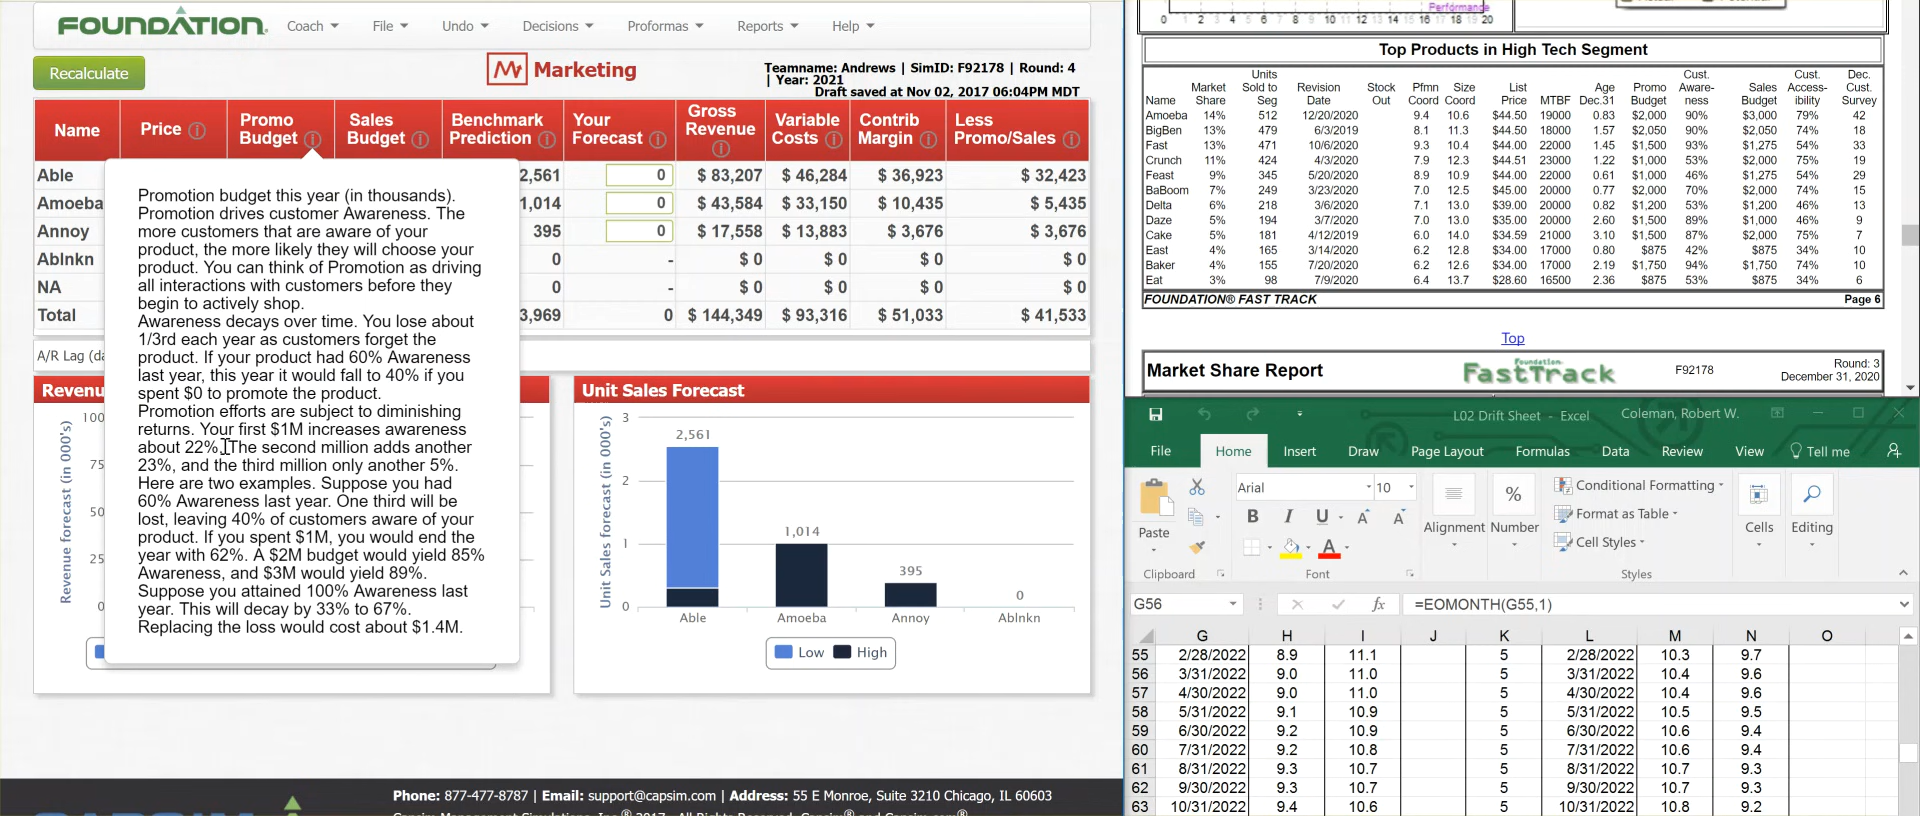 FOUNDATION.
Coach File Undo Decisions Proformas Reports Help
Recalculate
Marketing
Teamname: Andrews | SimID: F92178 | Round: 4
| Year: 2021
Draft saved at Nov 02, 2017 06:04PM MDT
Name Price Promo Budget Sales Budget Benchmark Prediction Your Forecast Gross Revenue Variable Costs Contrib Margin Less Promo/Sales
Able 2,561 0 $ 83,207 $ 46,284 $ 36,923 $ 32,423
Amoeba 1,014 0 $ 43,584 $ 33,150 $ 10,435 $ 5,435
Annoy 395 0 $ 17,558 $ 13,883 $ 3,676 $ 3,676
Ablnkn 0 - $ 0 $ 0 $ 0 $ 0
NA 0 - $ 0 $ 0 $ 0 $ 0
Total 3,969 0 $ 144,349 $ 93,316 $ 51,033 $ 41,533
A/R Lag (da
Promotion budget this year (in thousands).
Promotion drives customer Awareness. The
more customers that are aware of your
product, the more likely they will choose your
product. You can think of Promotion as driving
all interactions with customers before they
begin to actively shop.
Awareness decays over time. You lose about
1/3rd each year as customers forget the
product. If your product had 60% Awareness
last year, this year it would fall to 40% if you
spent $0 to promote the product.
Promotion efforts are subject to diminishing
returns. Your first $1M increases awareness
about 22%. The second million adds another
23%, and the third million only another 5%.
Here are two examples. Suppose you had
60% Awareness last year. One third will be
lost, leaving 40% of customers aware of your
product. If you spent $1M, you would end the
year with 62%. A $2M budget would yield 85%
Awareness, and $3M would yield 89%.
Suppose you attained 100% Awareness last
year. This will decay by 33% to 67%.
Replacing the loss would cost about $1.4M.
Revenu
Revenue forecast (in 000's)
100
75
50
25
0
Unit Sales Forecast
Unit Sales forecast (in 000's)
3
2
1
0
2,561
1,014
395
0
Able Amoeba Annoy Ablnkn
Low High
Phone: 877-477-8787 | Email: support@capsim.com | Address: 55 E Monroe, Suite 3210 Chicago, IL 60603
Performance
0 2 4 6 8 10 12 14 16 18 20
Top Products in High Tech Segment
Name Market Share Units Sold to Seg Revision Date Stock Out Pfmn Coord Size Coord List Price MTBF Age Dec.31 Promo Budget Cust. Aware-ness Sales Budget Cust. Access-ibility Dec. Cust. Survey
Amoeba 14% 512 12/20/2020 9.4 10.6 $44.50 19000 0.83 $2,000 90% $3,000 79% 42
BigBen 13% 479 6/3/2019 8.1 11.3 $44.50 18000 1.57 $2,050 90% $2,050 74% 18
Fast 13% 471 10/6/2020 9.3 10.4 $44.00 22000 1.45 $1,500 93% $1,275 54% 33
Crunch 11% 424 4/3/2020 7.9 12.3 $44.51 23000 1.22 $1,000 53% $2,000 75% 19
Feast 9% 345 5/20/2020 8.9 10.9 $44.00 22000 0.61 $1,000 46% $1,275 54% 29
BaBoom 7% 249 3/23/2020 7.0 12.5 $45.00 20000 0.77 $2,000 70% $2,000 74% 15
Delta 6% 218 3/6/2020 7.1 13.0 $39.00 20000 0.82 $1,200 53% $1,200 46% 13
Daze 5% 194 3/7/2020 7.0 13.0 $35.00 20000 2.60 $1,500 89% $1,000 46% 9
Cake 5% 181 4/12/2019 6.0 14.0 $34.59 21000 3.10 $1,500 87% $2,000 75% 7
East 4% 165 3/14/2020 6.2 12.8 $34.00 17000 0.80 $875 42% $875 34% 10
Baker 4% 155 7/20/2020 6.2 12.6 $34.00 17000 2.19 $1,750 94% $1,750 74% 10
Eat 3% 98 7/9/2020 6.4 13.7 $28.60 16500 2.36 $875 53% $875 34% 6
FOUNDATION® FAST TRACK Page 6
Top
Market Share Report Foundation FastTrack F92178 Round: 3
December 31, 2020
L02 Drift Sheet - Excel Coleman, Robert W.
File Home Insert Draw Page Layout Formulas Data Review View Tell me
Paste Arial 10 B I U A A A Alignment % Number Conditional Formatting Format as Table Cell Styles Cells Editing
Clipboard Font Styles
G56 fx =EOMONTH(G55,1)
G H I J K L M N O
55 2/28/2022 8.9 11.1 5 2/28/2022 10.3 9.7
56 3/31/2022 9.0 11.0 5 3/31/2022 10.4 9.6
57 4/30/2022 9.0 11.0 5 4/30/2022 10.4 9.6
58 5/31/2022 9.1 10.9 5 5/31/2022 10.5 9.5
59 6/30/2022 9.2 10.9 5 6/30/2022 10.6 9.4
60 7/31/2022 9.2 10.8 5 7/31/2022 10.6 9.4
61 8/31/2022 9.3 10.7 5 8/31/2022 10.7 9.3
62 9/30/2022 9.3 10.7 5 9/30/2022 10.7 9.3
63 10/31/2022 9.4 10.6 5 10/31/2022 10.8 9.2